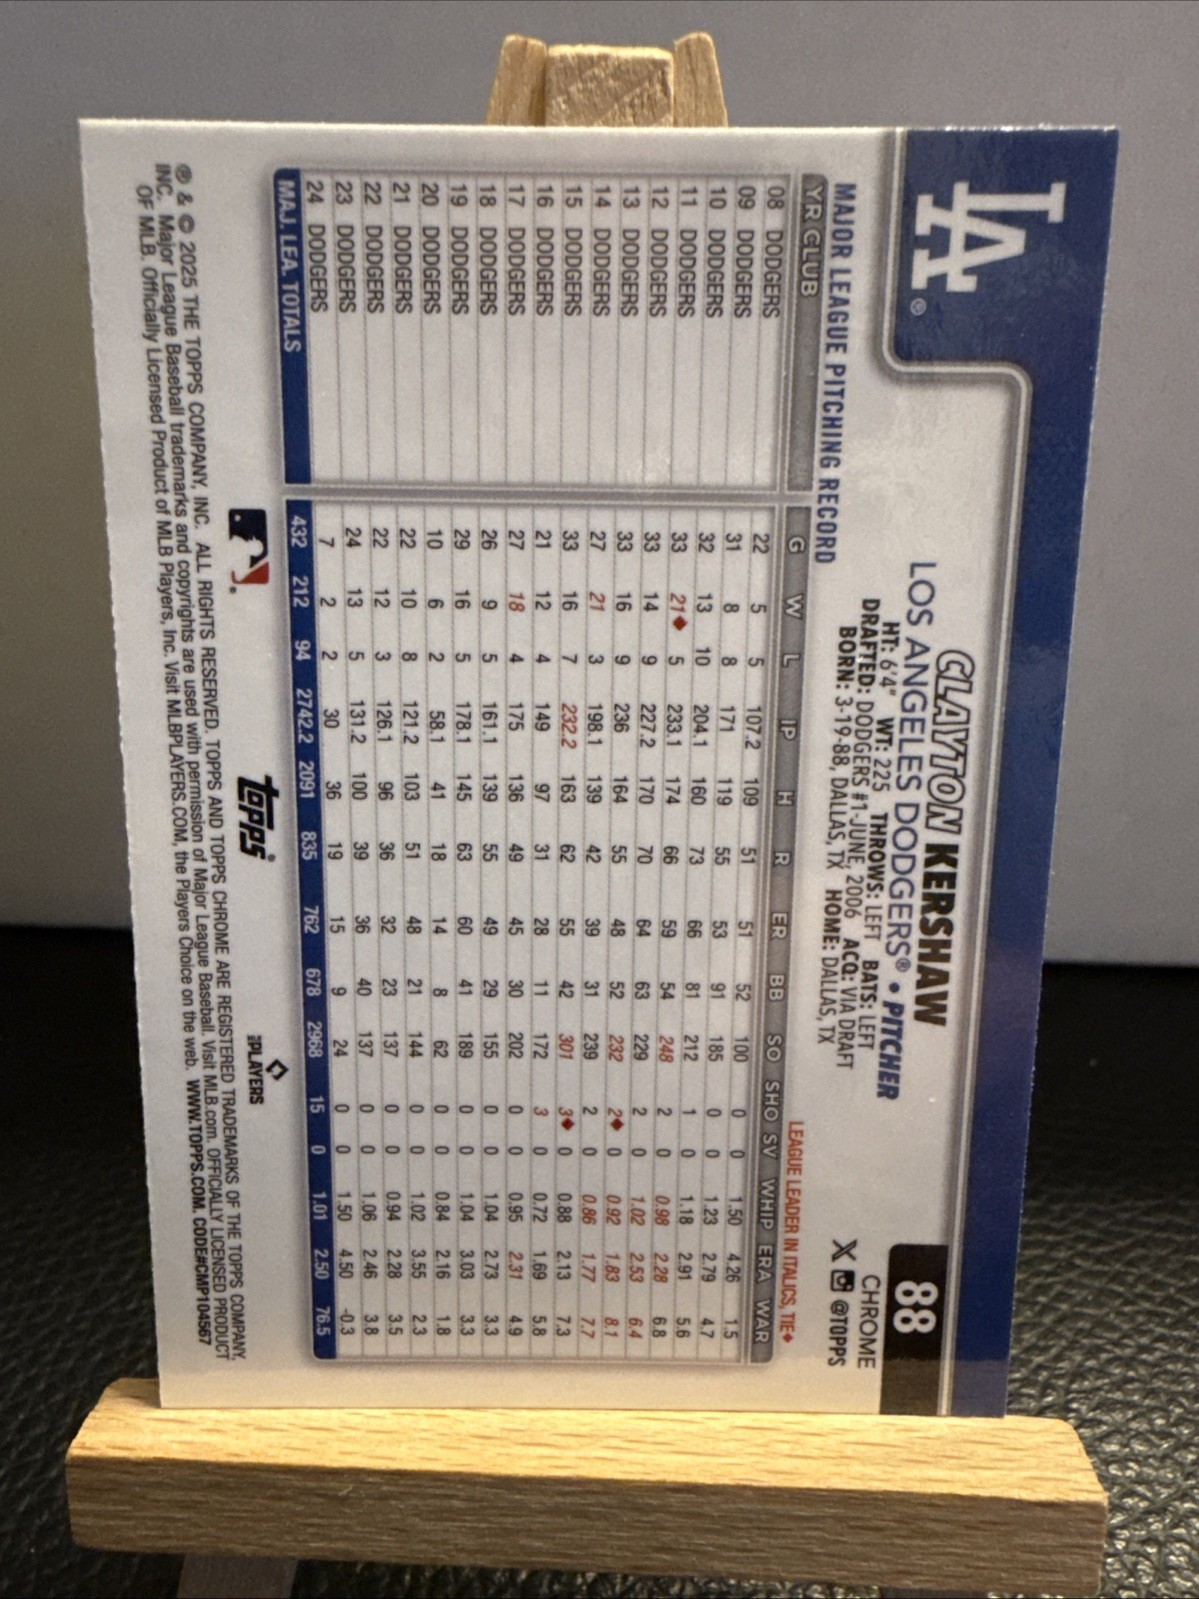 LA®
CLAYTON KERSHAW
LOS ANGELES DODGERS® • PITCHER
HT: 6'4" WT: 225 THROWS: LEFT BATS: LEFT
DRAFTED: DODGERS #1-JUNE, 2006 ACQ: VIA DRAFT
BORN: 3-19-88, DALLAS, TX HOME: DALLAS, TX
88
CHROME
X @TOPPS
MAJOR LEAGUE PITCHING RECORD
LEAGUE LEADER IN ITALICS, TIE♦
YR CLUB G W L IP H R ER BB SO SHO SV WHIP ERA WAR
08 DODGERS 22 5 5 107.2 109 51 51 52 100 0 0 1.50 4.26 1.5
09 DODGERS 31 8 8 171 119 55 53 91 185 0 0 1.23 2.79 4.7
10 DODGERS 32 13 10 204.1 160 73 66 81 212 1 0 1.18 2.91 5.6
11 DODGERS 33 21♦ 5 233.1 174 66 59 54 248 2 0 0.98 2.28 6.8
12 DODGERS 33 14 9 227.2 170 70 64 63 229 2 0 1.02 2.53 6.4
13 DODGERS 33 16 9 236 164 55 48 52 232 2♦ 0 0.92 1.83 8.1
14 DODGERS 27 21 3 198.1 139 42 39 31 239 2 0 0.86 1.77 7.7
15 DODGERS 33 16 7 232.2 163 62 55 42 301 3♦ 0 0.88 2.13 7.3
16 DODGERS 21 12 4 149 97 31 28 11 172 3 0 0.72 1.69 5.8
17 DODGERS 27 18 4 175 136 49 45 30 202 0 0 0.95 2.31 4.9
18 DODGERS 26 9 5 161.1 139 55 49 29 155 0 0 1.04 2.73 3.3
19 DODGERS 29 16 5 178.1 145 63 60 41 189 0 0 1.04 3.03 3.3
20 DODGERS 10 6 2 58.1 41 18 14 8 62 0 0 0.84 2.16 1.8
21 DODGERS 22 10 8 121.2 103 51 48 21 144 0 0 1.02 3.55 2.3
22 DODGERS 22 12 3 126.1 96 36 32 23 137 0 0 0.94 2.28 3.5
23 DODGERS 24 13 5 131.2 100 39 36 40 137 0 0 1.06 2.46 3.8
24 DODGERS 7 2 2 30 36 19 15 9 24 0 0 1.50 4.50 -0.3
MAJ. LEA. TOTALS 432 212 94 2742.2 2091 835 762 678 2968 15 0 1.01 2.50 76.5
topps®
PLAYERS
® & © 2025 THE TOPPS COMPANY, INC. ALL RIGHTS RESERVED. TOPPS AND TOPPS CHROME ARE REGISTERED TRADEMARKS OF THE TOPPS COMPANY,
INC. Major League Baseball trademarks and copyrights are used with permission of Major League Baseball. Visit MLB.com. OFFICIALLY LICENSED PRODUCT
OF MLB. Officially Licensed Product of MLB Players, Inc. Visit MLBPLAYERS.COM, the Players Choice on the web. WWW.TOPPS.COM. CODE#CMP104567